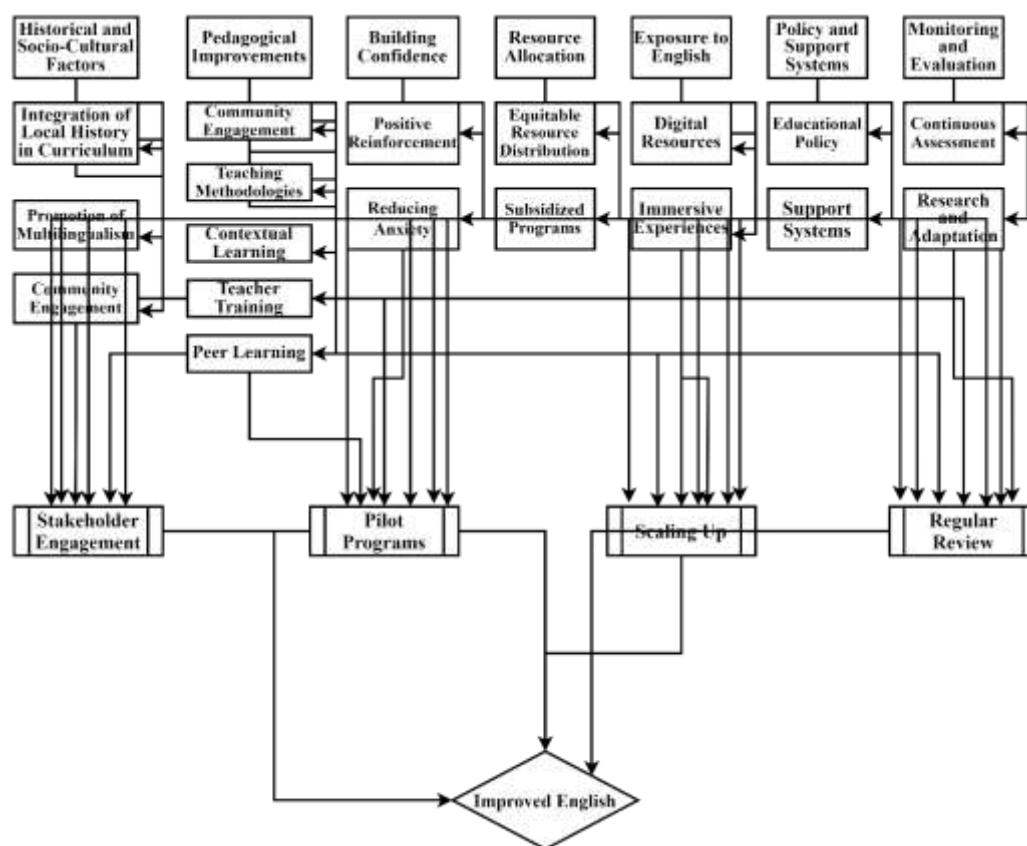 Historical and
Socio-Cultural
Factors
Pedagogical
Improvements
Building
Confidence
Resource
Allocation
Exposure to
English
Policy and
Support
Systems
Monitoring
and
Evaluation
Integration of
Local History
in Curriculum
Community
Engagement
Positive
Reinforcement
Equitable
Resource
Distribution
Digital
Resources
Educational
Policy
Continuous
Assessment
Teaching
Methodologies
Promotion of
Multilingualism
Contextual
Learning
Reducing
Anxiety
Subsidized
Programs
Immersive
Experiences
Support
Systems
Research
and
Adaptation
Community
Engagement
Teacher
Training
Peer Learning
Stakeholder
Engagement
Pilot
Programs
Scaling Up
Regular
Review
Improved English